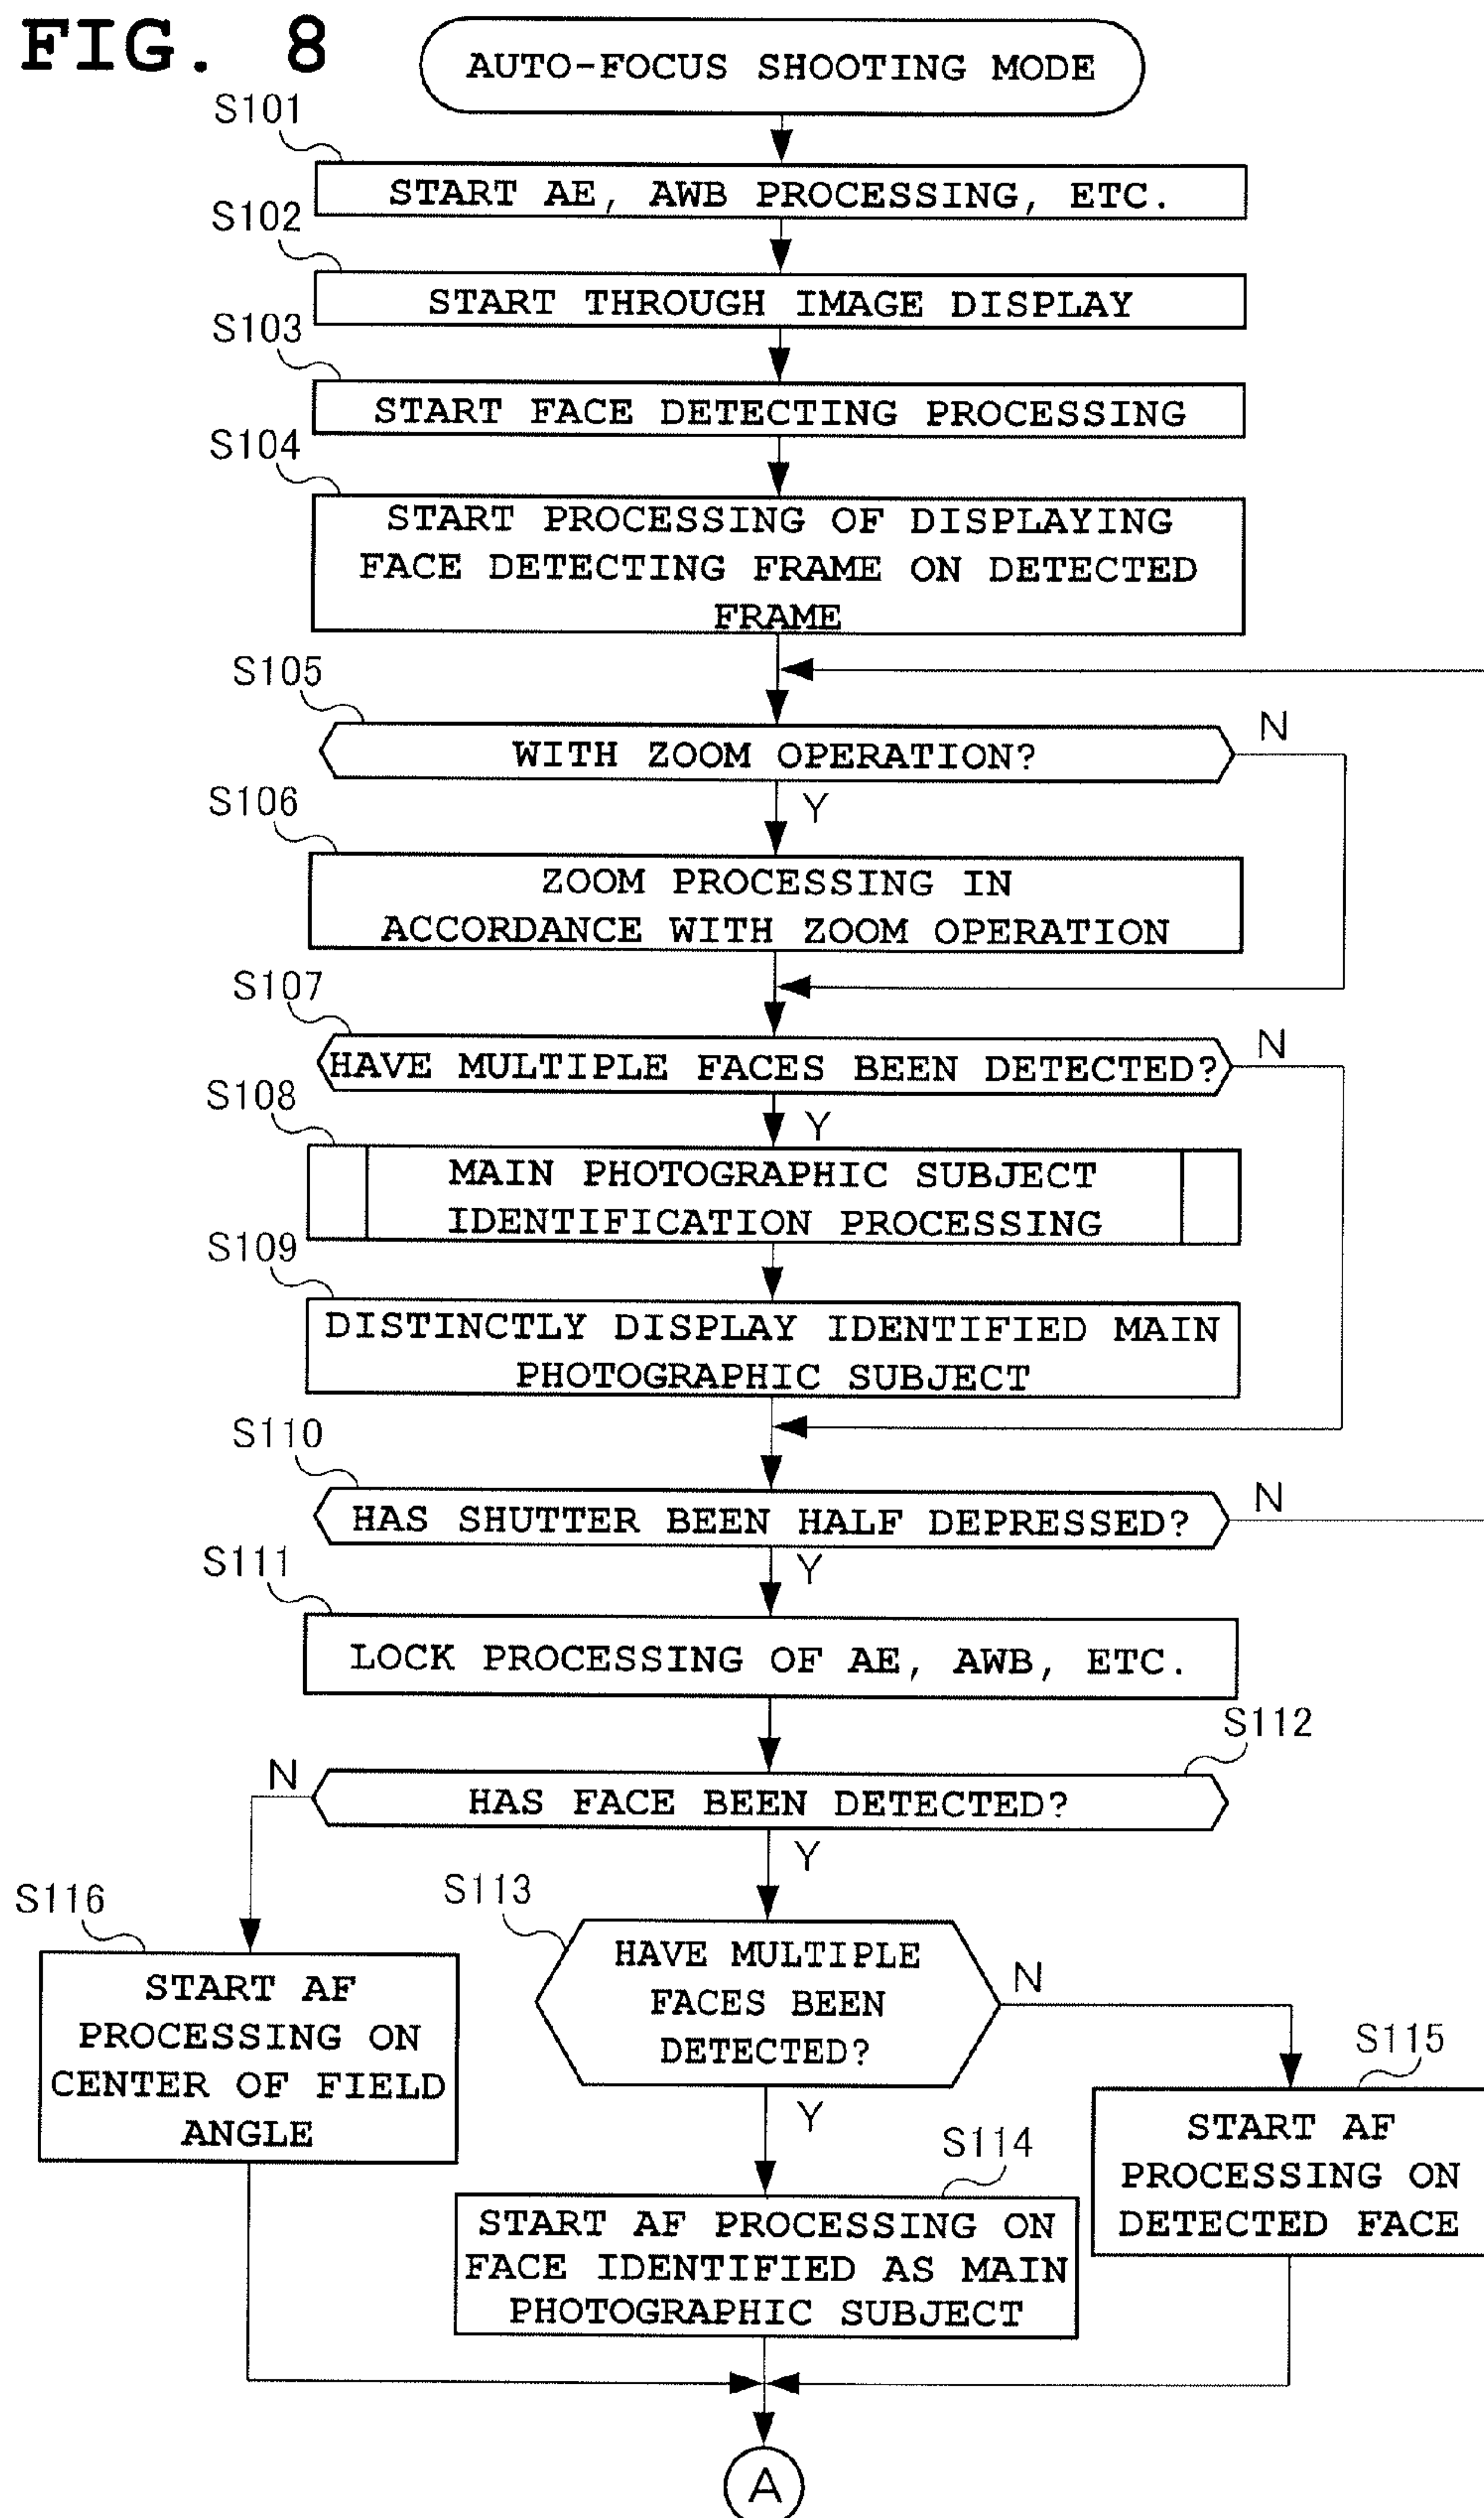 FIG. 8
AUTO-FOCUS SHOOTING MODE
S101
START AE, AWB PROCESSING, ETC.
S102
START THROUGH IMAGE DISPLAY
S103
START FACE DETECTING PROCESSING
S104
START PROCESSING OF DISPLAYING
FACE DETECTING FRAME ON DETECTED
FRAME
S105
WITH ZOOM OPERATION?
N
Y
S106
ZOOM PROCESSING IN
ACCORDANCE WITH ZOOM OPERATION
S107
HAVE MULTIPLE FACES BEEN DETECTED?
N
Y
S108
MAIN PHOTOGRAPHIC SUBJECT
IDENTIFICATION PROCESSING
S109
DISTINCTLY DISPLAY IDENTIFIED MAIN
PHOTOGRAPHIC SUBJECT
S110
HAS SHUTTER BEEN HALF DEPRESSED?
N
Y
S111
LOCK PROCESSING OF AE, AWB, ETC.
S112
HAS FACE BEEN DETECTED?
N
Y
S116
START AF
PROCESSING ON
CENTER OF FIELD
ANGLE
S113
HAVE MULTIPLE
FACES BEEN
DETECTED?
N
Y
S115
START AF
PROCESSING ON
DETECTED FACE
S114
START AF PROCESSING ON
FACE IDENTIFIED AS MAIN
PHOTOGRAPHIC SUBJECT
A